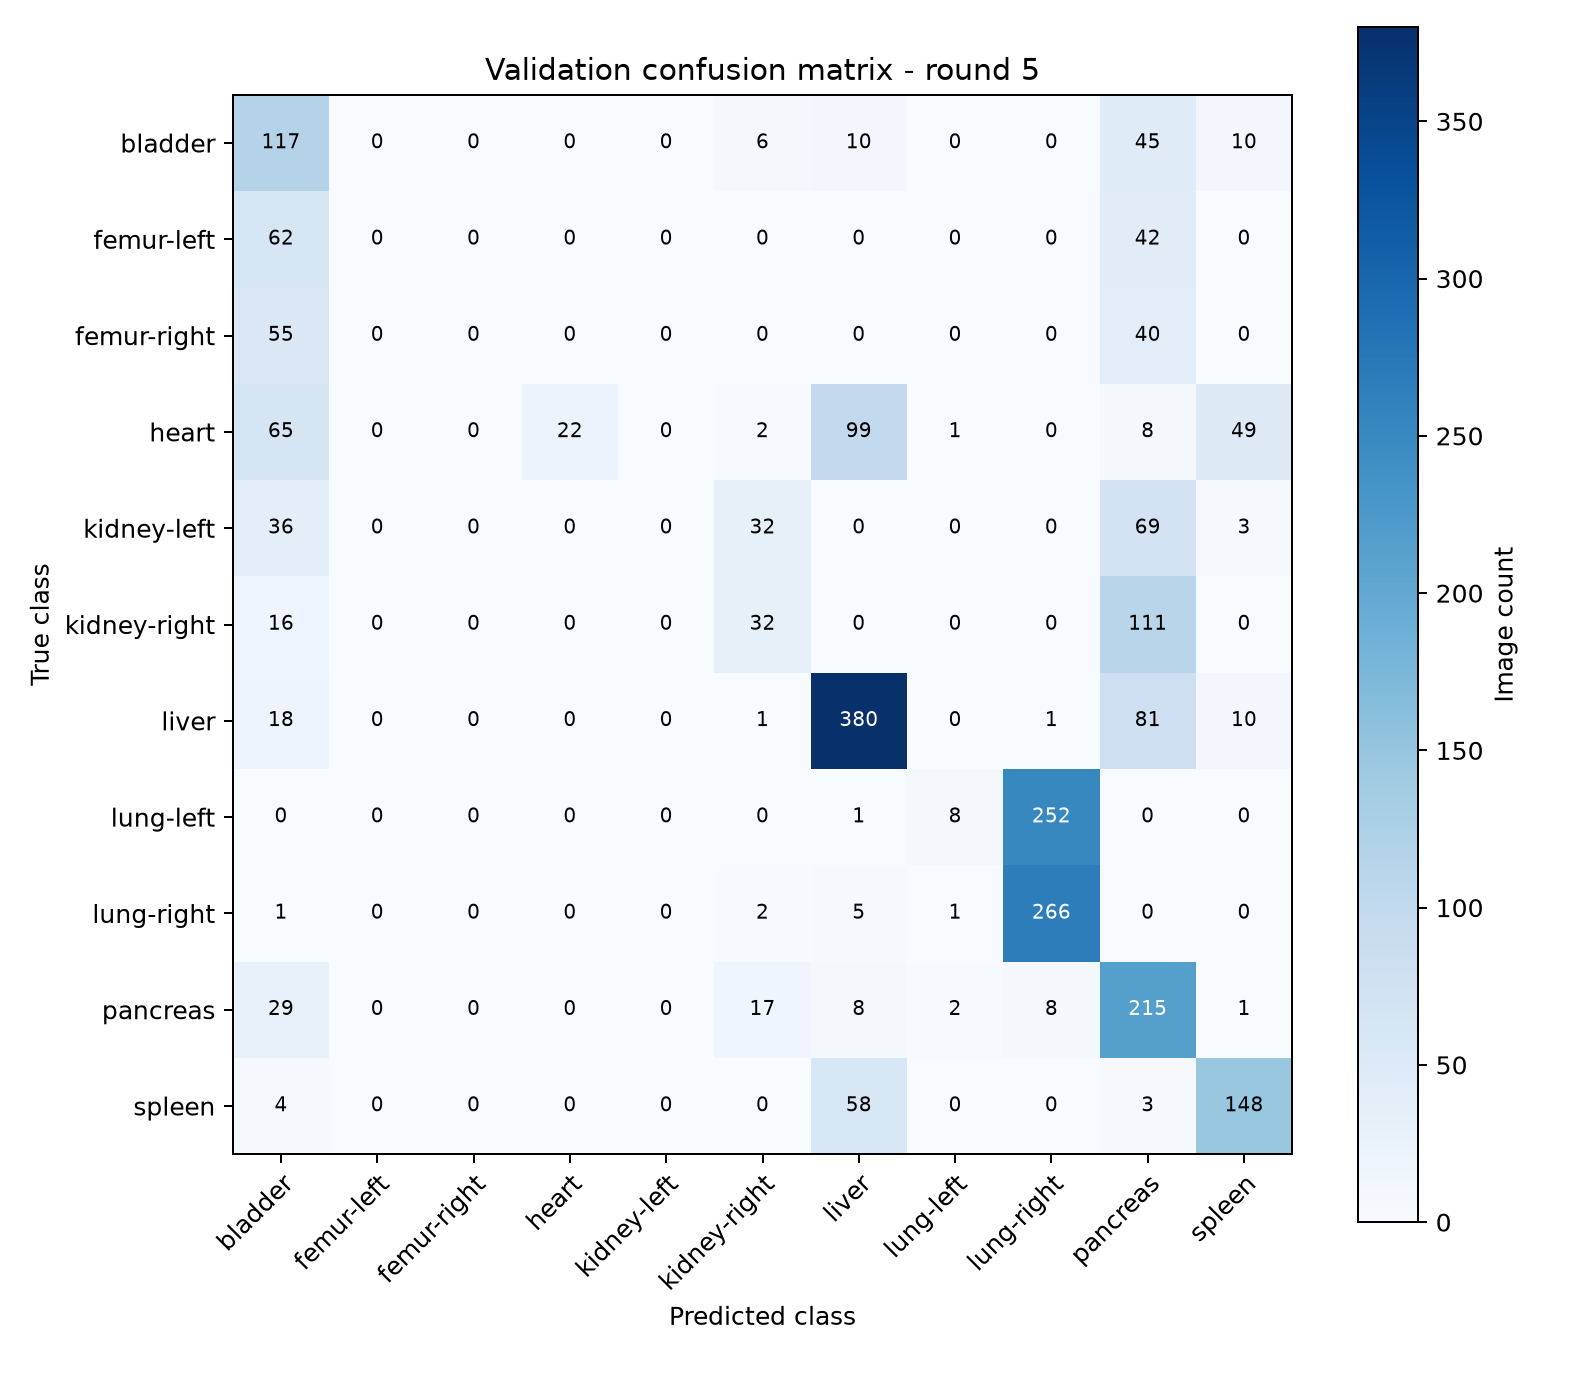 Validation confusion matrix - round 5
bladder 117 0 0 0 0 6 10 0 0 45 10
femur-left 62 0 0 0 0 0 0 0 0 42 0
femur-right 55 0 0 0 0 0 0 0 0 40 0
heart 65 0 0 22 0 2 99 1 0 8 49
kidney-left 36 0 0 0 0 32 0 0 0 69 3
kidney-right 16 0 0 0 0 32 0 0 0 111 0
liver 18 0 0 0 0 1 380 0 1 81 10
lung-left 0 0 0 0 0 0 1 8 252 0 0
lung-right 1 0 0 0 0 2 5 1 266 0 0
pancreas 29 0 0 0 0 17 8 2 8 215 1
spleen 4 0 0 0 0 0 58 0 0 3 148
bladder femur-left femur-right heart kidney-left kidney-right liver lung-left lung-right pancreas spleen
Predicted class
True class
350
300
250
200
150
100
50
0
Image count